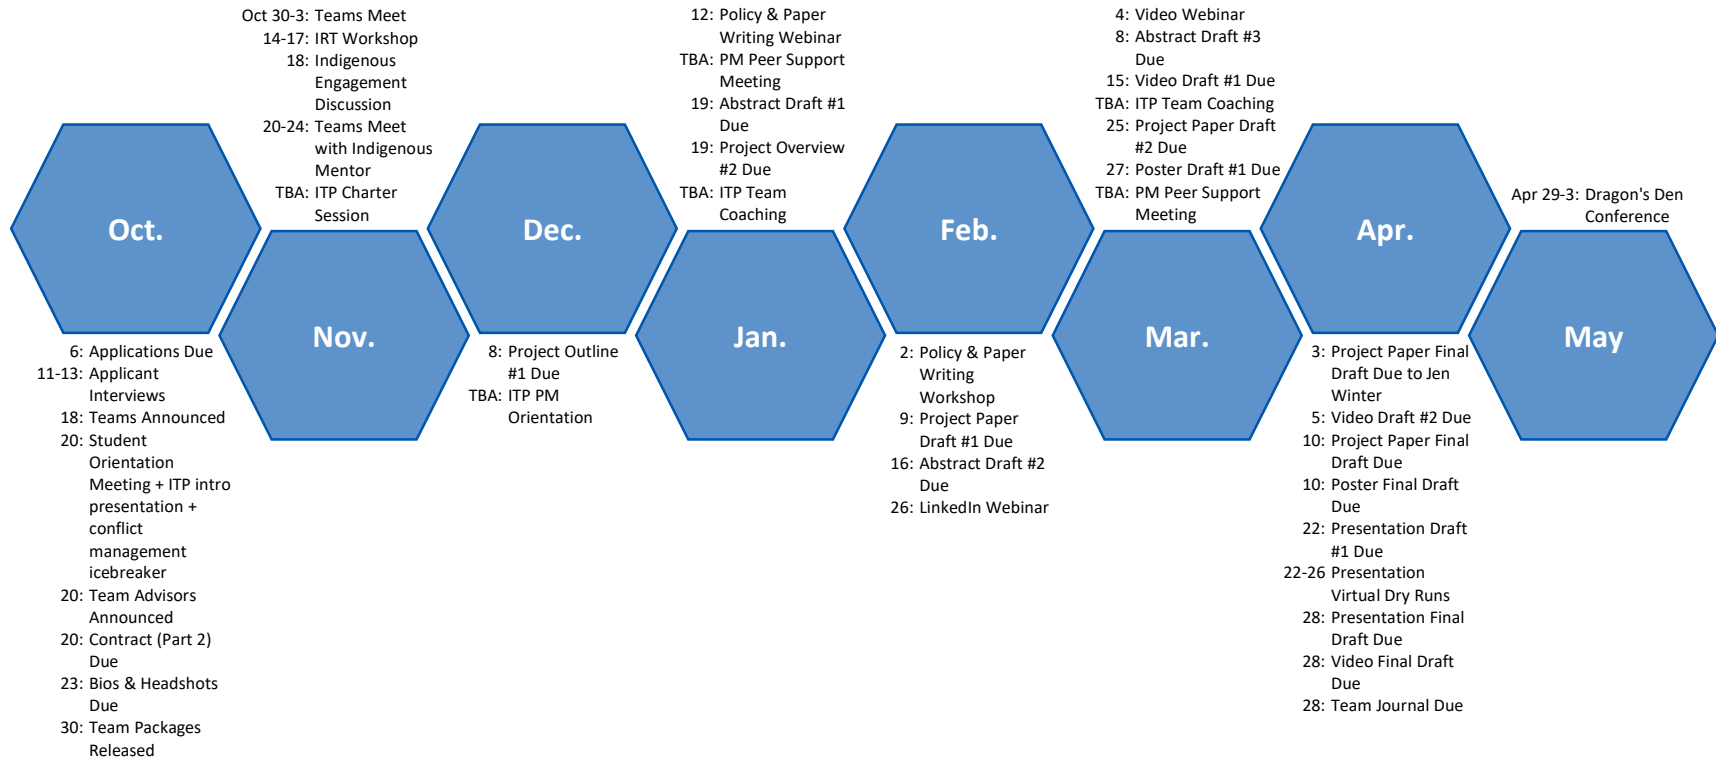 Oct.
6: Applications Due
11-13: Applicant
Interviews
18: Teams Announced
20: Student
Orientation
Meeting + ITP intro
presentation +
conflict
management
icebreaker
20: Team Advisors
Announced
20: Contract (Part 2)
Due
23: Bios & Headshots
Due
30: Team Packages
Released
Oct 30-3: Teams Meet
14-17: IRT Workshop
18: Indigenous
Engagement
Discussion
20-24: Teams Meet
with Indigenous
Mentor
TBA: ITP Charter
Session
Nov.
Dec.
8: Project Outline
#1 Due
TBA: ITP PM
Orientation
12: Policy & Paper
Writing Webinar
TBA: PM Peer Support
Meeting
19: Abstract Draft #1
Due
19: Project Overview
#2 Due
TBA: ITP Team
Coaching
Jan.
Feb.
2: Policy & Paper
Writing
Workshop
9: Project Paper
Draft #1 Due
16: Abstract Draft #2
Due
26: LinkedIn Webinar
4: Video Webinar
8: Abstract Draft #3
Due
15: Video Draft #1 Due
TBA: ITP Team Coaching
25: Project Paper Draft
#2 Due
27: Poster Draft #1 Due
TBA: PM Peer Support
Meeting
Mar.
Apr.
3: Project Paper Final
Draft Due to Jen
Winter
5: Video Draft #2 Due
10: Project Paper Final
Draft Due
10: Poster Final Draft
Due
22: Presentation Draft
#1 Due
22-26 Presentation
Virtual Dry Runs
28: Presentation Final
Draft Due
28: Video Final Draft
Due
28: Team Journal Due
Apr 29-3: Dragon's Den
Conference
May